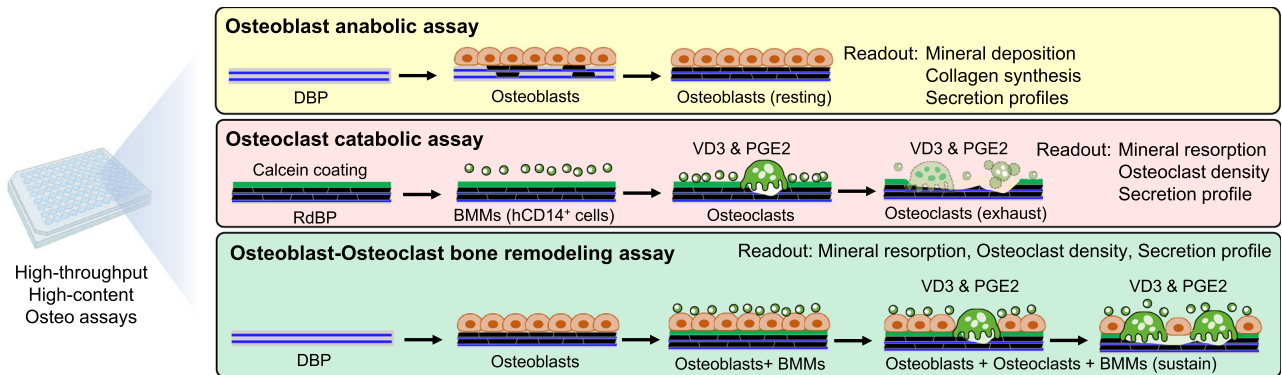 High-throughput
High-content
Osteo assays
Osteoblast anabolic assay
DBP
Osteoblasts
Osteoblasts (resting)
Readout: Mineral deposition
Collagen synthesis
Secretion profiles
Osteoclast catabolic assay
Calcein coating
RdBP
BMMs (hCD14⁺ cells)
VD3 & PGE2
Osteoclasts
VD3 & PGE2
Osteoclasts (exhaust)
Readout: Mineral resorption
Osteoclast density
Secretion profile
Osteoblast-Osteoclast bone remodeling assay
Readout: Mineral resorption, Osteoclast density, Secretion profile
DBP
Osteoblasts
Osteoblasts+ BMMs
VD3 & PGE2
VD3 & PGE2
Osteoblasts + Osteoclasts + BMMs (sustain)